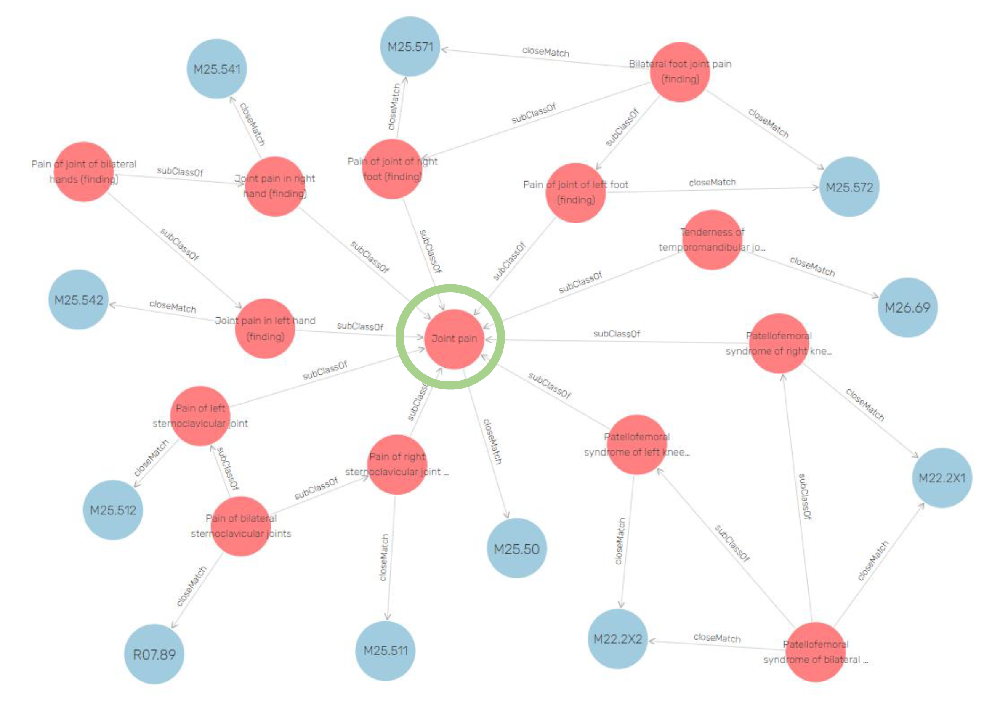 M25.571
closeMatch
Bilateral foot joint pain
(finding)
M25.541
closeMatch
closeMatch
subClassOf
subClassOf
closeMatch
Pain of joint of bilateral
hands (finding)
subClassOf
Joint pain in right
hand (finding)
Pain of joint of right
foot (finding)
Pain of joint of left foot
(finding)
closeMatch
M25.572
subClassOf
subClassOf
subClassOf
subClassOf
Tenderness of
temporomandibular jo...
closeMatch
subClassOf
M25.542
closeMatch
Joint pain in left hand
(finding)
subClassOf
Joint pain
subClassOf
M26.69
Patellofemoral
syndrome of right kne...
subClassOf
subClassOf
subClassOf
closeMatch
Pain of left
sternoclavicular joint
closeMatch
subClassOf
Pain of right
sternoclavicular joint ...
closeMatch
Patellofemoral
syndrome of left knee...
M22.2X1
subClassOf
M25.512
subClassOf
Pain of bilateral
sternoclavicular joints
closeMatch
M25.50
closeMatch
subClassOf
closeMatch
closeMatch
R07.89
M25.511
M22.2X2
closeMatch
Patellofemoral
syndrome of bilateral ...